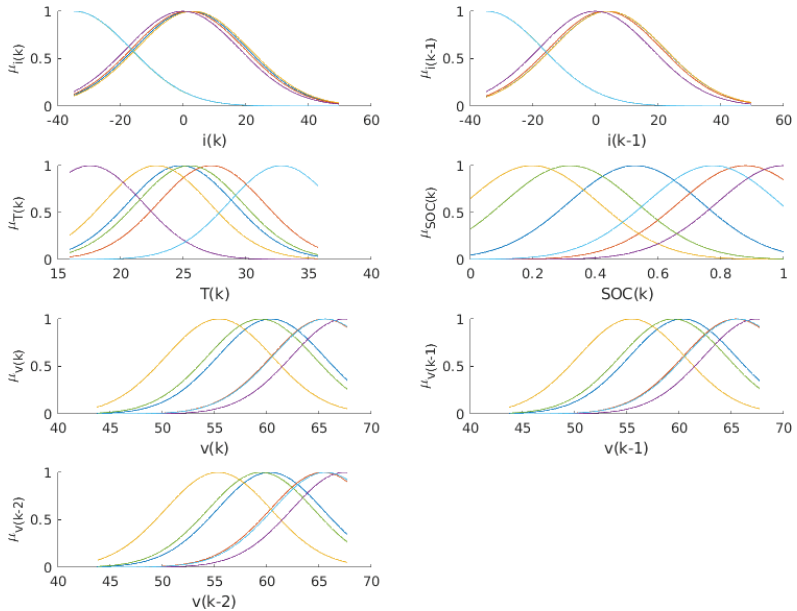 1
0.5
0
μi(k)
-40 -20 0 20 40 60
i(k)
1
0.5
0
μi(k-1)
-40 -20 0 20 40 60
i(k-1)
1
0.5
0
μT(k)
15 20 25 30 35 40
T(k)
1
0.5
0
μSOC(k)
0 0.2 0.4 0.6 0.8 1
SOC(k)
1
0.5
0
μv(k)
40 45 50 55 60 65 70
v(k)
1
0.5
0
μv(k-1)
40 45 50 55 60 65 70
v(k-1)
1
0.5
0
μv(k-2)
40 45 50 55 60 65 70
v(k-2)